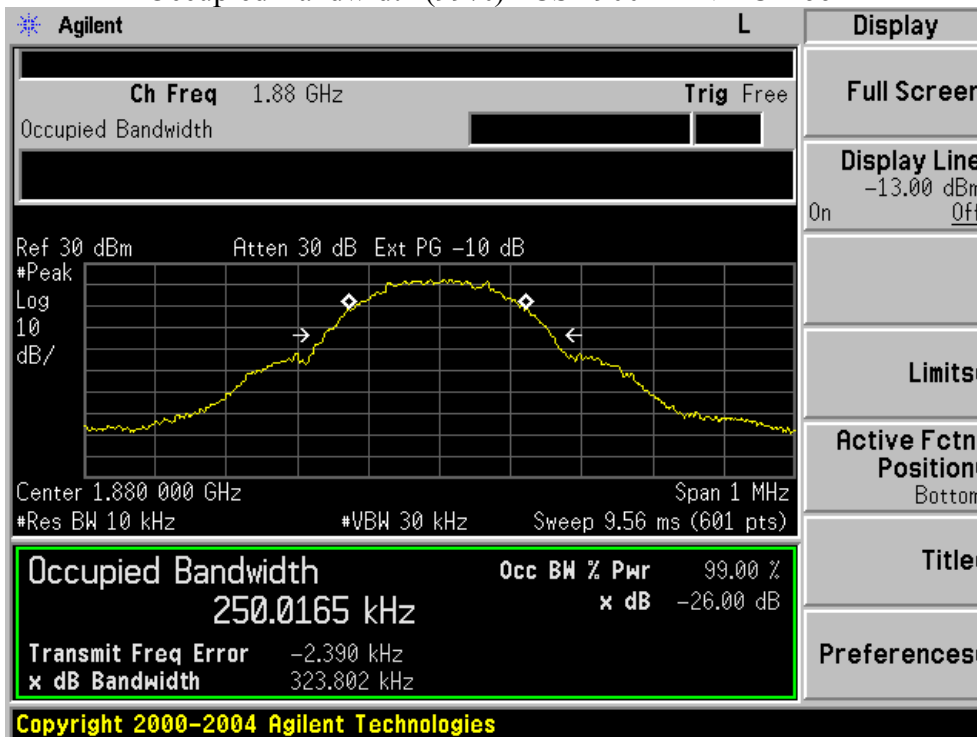 Agilent L Display
Ch Freq 1.88 GHz Trig Free
Occupied Bandwidth
Full Screen
Display Line
-13.00 dBm
On Off
Ref 30 dBm Atten 30 dB Ext PG -10 dB
#Peak
Log
10
dB/
Limits
Active Fctn
Position
Bottom
Center 1.880 000 GHz Span 1 MHz
#Res BW 10 kHz #VBW 30 kHz Sweep 9.56 ms (601 pts)
Title
Occupied Bandwidth Occ BW % Pwr 99.00 %
250.0165 kHz x dB -26.00 dB
Transmit Freq Error -2.390 kHz
x dB Bandwidth 323.802 kHz
Preferences
Copyright 2000-2004 Agilent Technologies